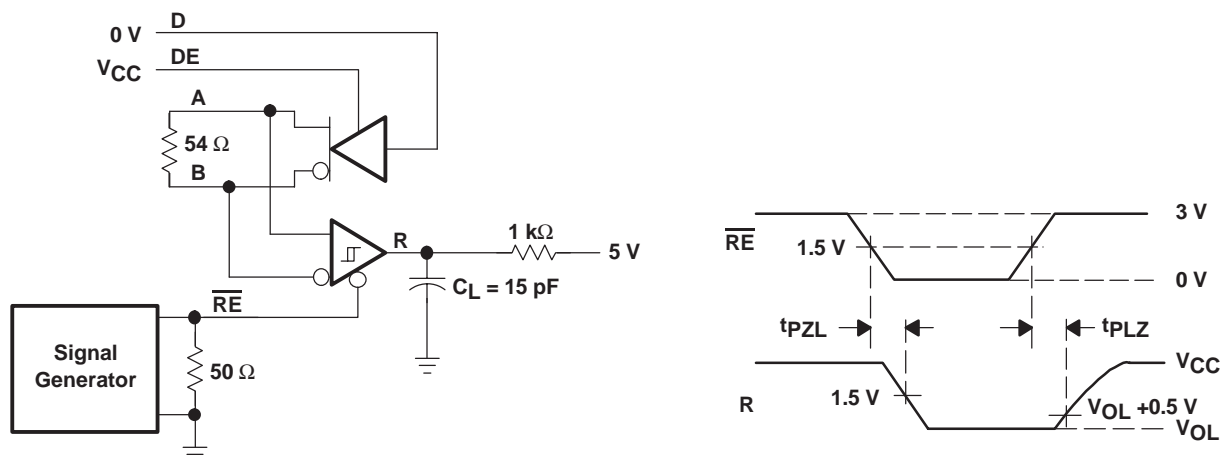 0 V D
VCC DE
A
54 Ω
B
R
1 kΩ
5 V
CL = 15 pF
RE
Signal
Generator
50 Ω
3 V
RE
1.5 V
0 V
tPZL
tPLZ
VCC
R
1.5 V
VOL +0.5 V
VOL